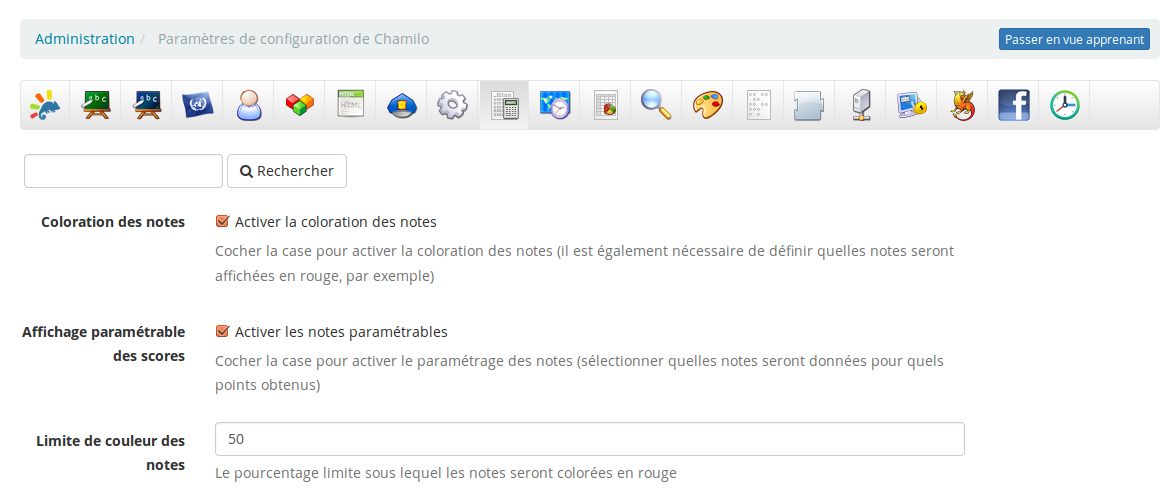 Administration / Paramètres de configuration de Chamilo
Passer en vue apprenant
abc
abc
HTML
HTML
f
Rechercher
Coloration des notes
Activer la coloration des notes
Cocher la case pour activer la coloration des notes (il est également nécessaire de définir quelles notes seront
affichées en rouge, par exemple)
Affichage paramétrable
des scores
Activer les notes paramétrables
Cocher la case pour activer le paramétrage des notes (sélectionner quelles notes seront données pour quels
points obtenus)
Limite de couleur des
notes
50
Le pourcentage limite sous lequel les notes seront colorées en rouge